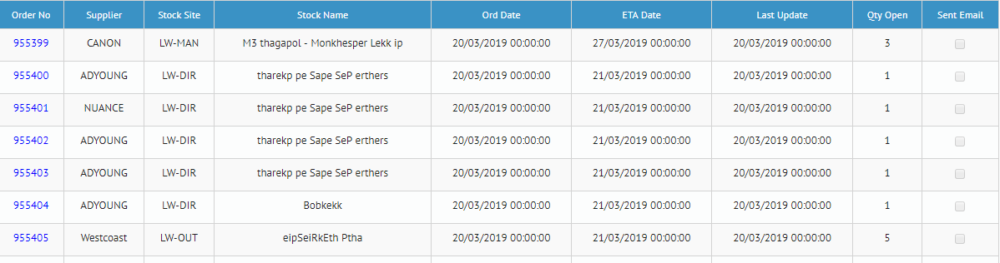 Order No Supplier Stock Site Stock Name Ord Date ETA Date Last Update Qty Open Sent Email
955399 CANON LW-MAN M3 thagapol - Monkhesper Lekk ip 20/03/2019 00:00:00 27/03/2019 00:00:00 20/03/2019 00:00:00 3
955400 ADYOUNG LW-DIR tharekp pe Sape SeP erthers 20/03/2019 00:00:00 21/03/2019 00:00:00 20/03/2019 00:00:00 1
955401 NUANCE LW-DIR tharekp pe Sape SeP erthers 20/03/2019 00:00:00 21/03/2019 00:00:00 20/03/2019 00:00:00 1
955402 ADYOUNG LW-DIR tharekp pe Sape SeP erthers 20/03/2019 00:00:00 21/03/2019 00:00:00 20/03/2019 00:00:00 1
955403 ADYOUNG LW-DIR tharekp pe Sape SeP erthers 20/03/2019 00:00:00 21/03/2019 00:00:00 20/03/2019 00:00:00 1
955404 ADYOUNG LW-DIR Bobkekk 20/03/2019 00:00:00 21/03/2019 00:00:00 20/03/2019 00:00:00 1
955405 Westcoast LW-OUT eipSeiRkEth Ptha 20/03/2019 00:00:00 21/03/2019 00:00:00 20/03/2019 00:00:00 5